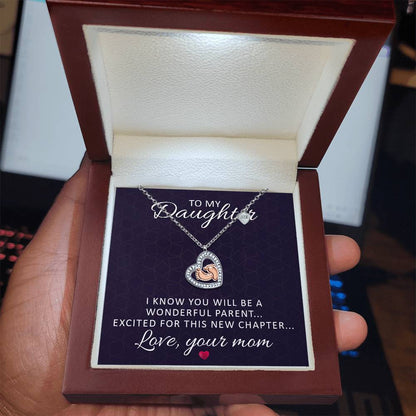 TO MY
Daughter
I KNOW YOU WILL BE A
WONDERFUL PARENT...
EXCITED FOR THIS NEW CHAPTER...
Love, your mom